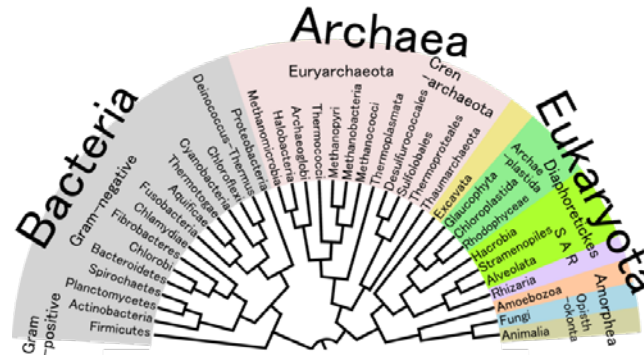 Bacteria
Archaea
Eukaryota
Gram
-positive
Gram-negative
Euryarchaeota
Cren
-archaeota
Firmicutes
Actinobacteria
Planctomycetes
Spirochaetes
Bacteroidetes
Chlorobi
Fibrobacteres
Chlamydiae
Fusobacteria
Aquificae
Thermotogae
Cyanobacteria
Chloroflexi
Deinococcus-Thermus
Proteobacteria
Methanomicrobia
Halobacteria
Archaeoglobi
Thermococci
Methanopyri
Methanobacteria
Methanococci
Thermoplasmata
Desulfurococcales
Sulfolobales
Thermoproteales
Thaumarchaeota
Excavata
Archae
-plastida
Diaphoretickes
Glaucophyta
Chloroplastida
Rhodophyceae
Hacrobia
Stramenopiles
Alveolata
S A R
Rhizaria
Amoebozoa
Amorphea
Fungi
Opisth
-okonta
Animalia